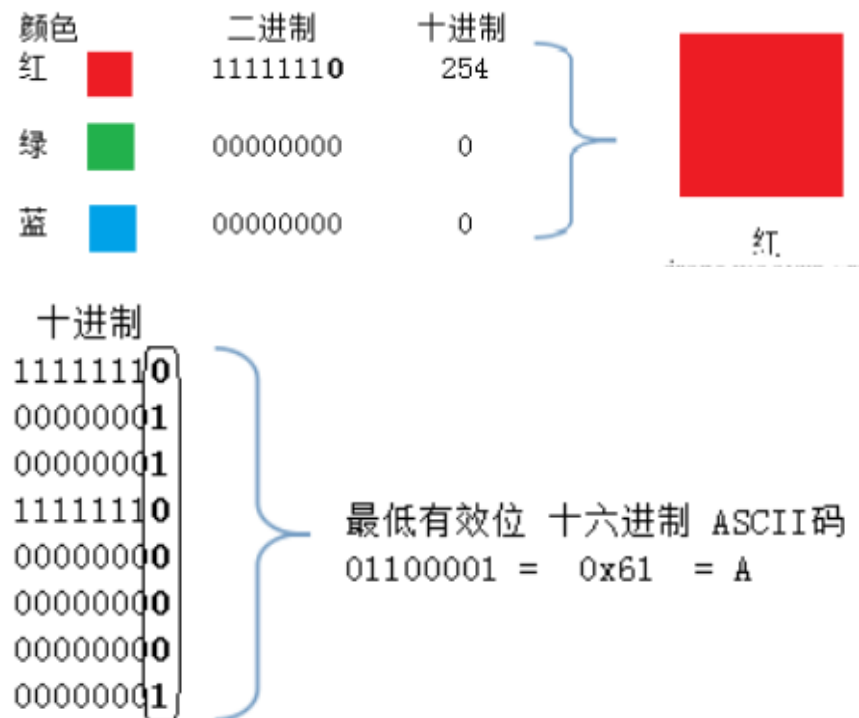 颜色 二进制 十进制
红 11111110 254
绿 00000000 0
蓝 00000000 0
红
十进制
11111110
00000001
00000001
11111110
00000000
00000000
00000000
00000001
最低有效位 十六进制 ASCII码
01100001 = 0x61 = A